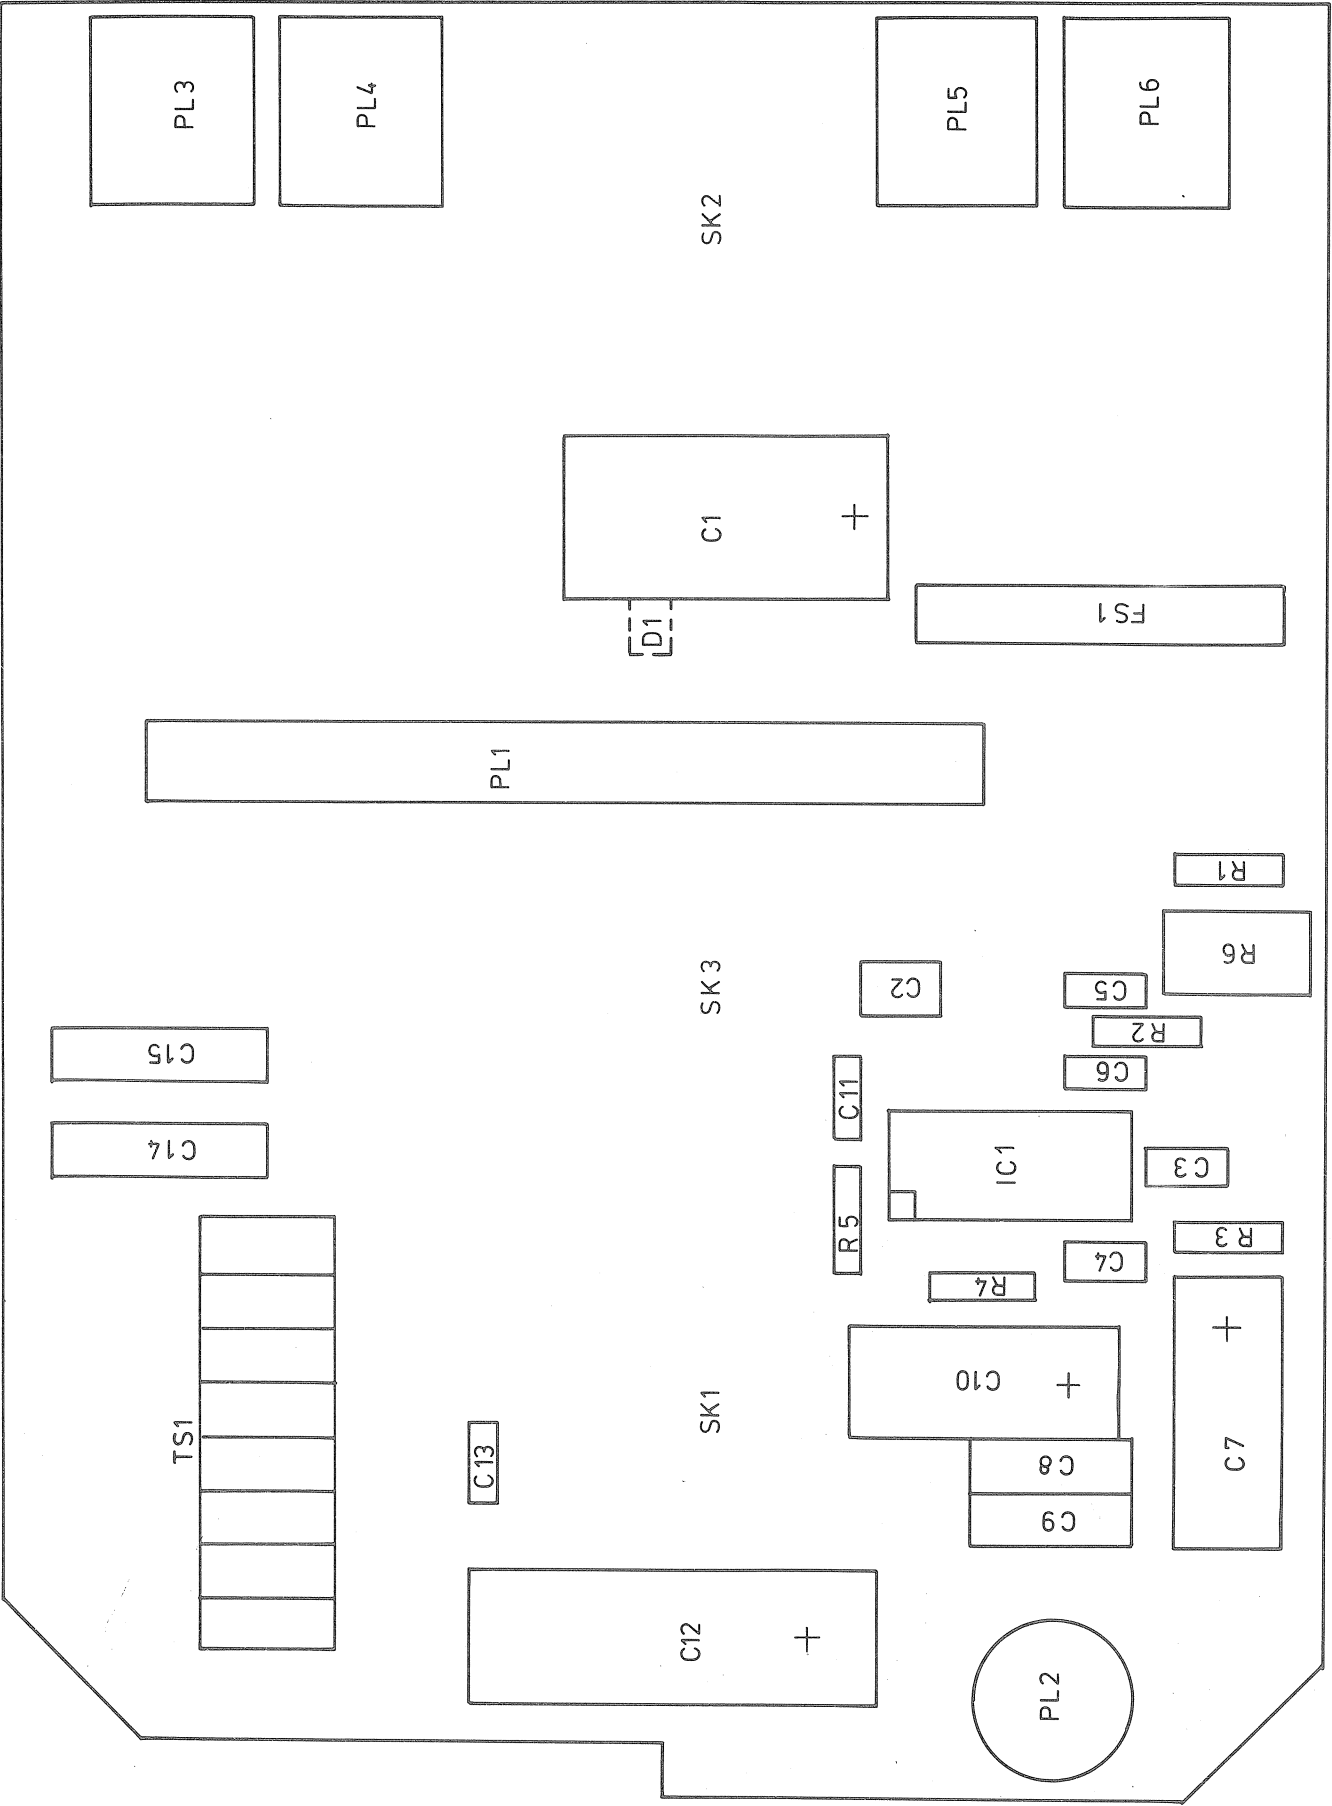 PL3
PL4
PL5
PL6
SK2
C1
+
FS1
D1
PL1
R1
R6
C2
SK3
C5
R2
C15
C6
C11
C14
IC1
C3
R5
R3
C4
R4
+
C10
+
SK1
TS1
C13
C8
C7
C9
C12
+
PL2